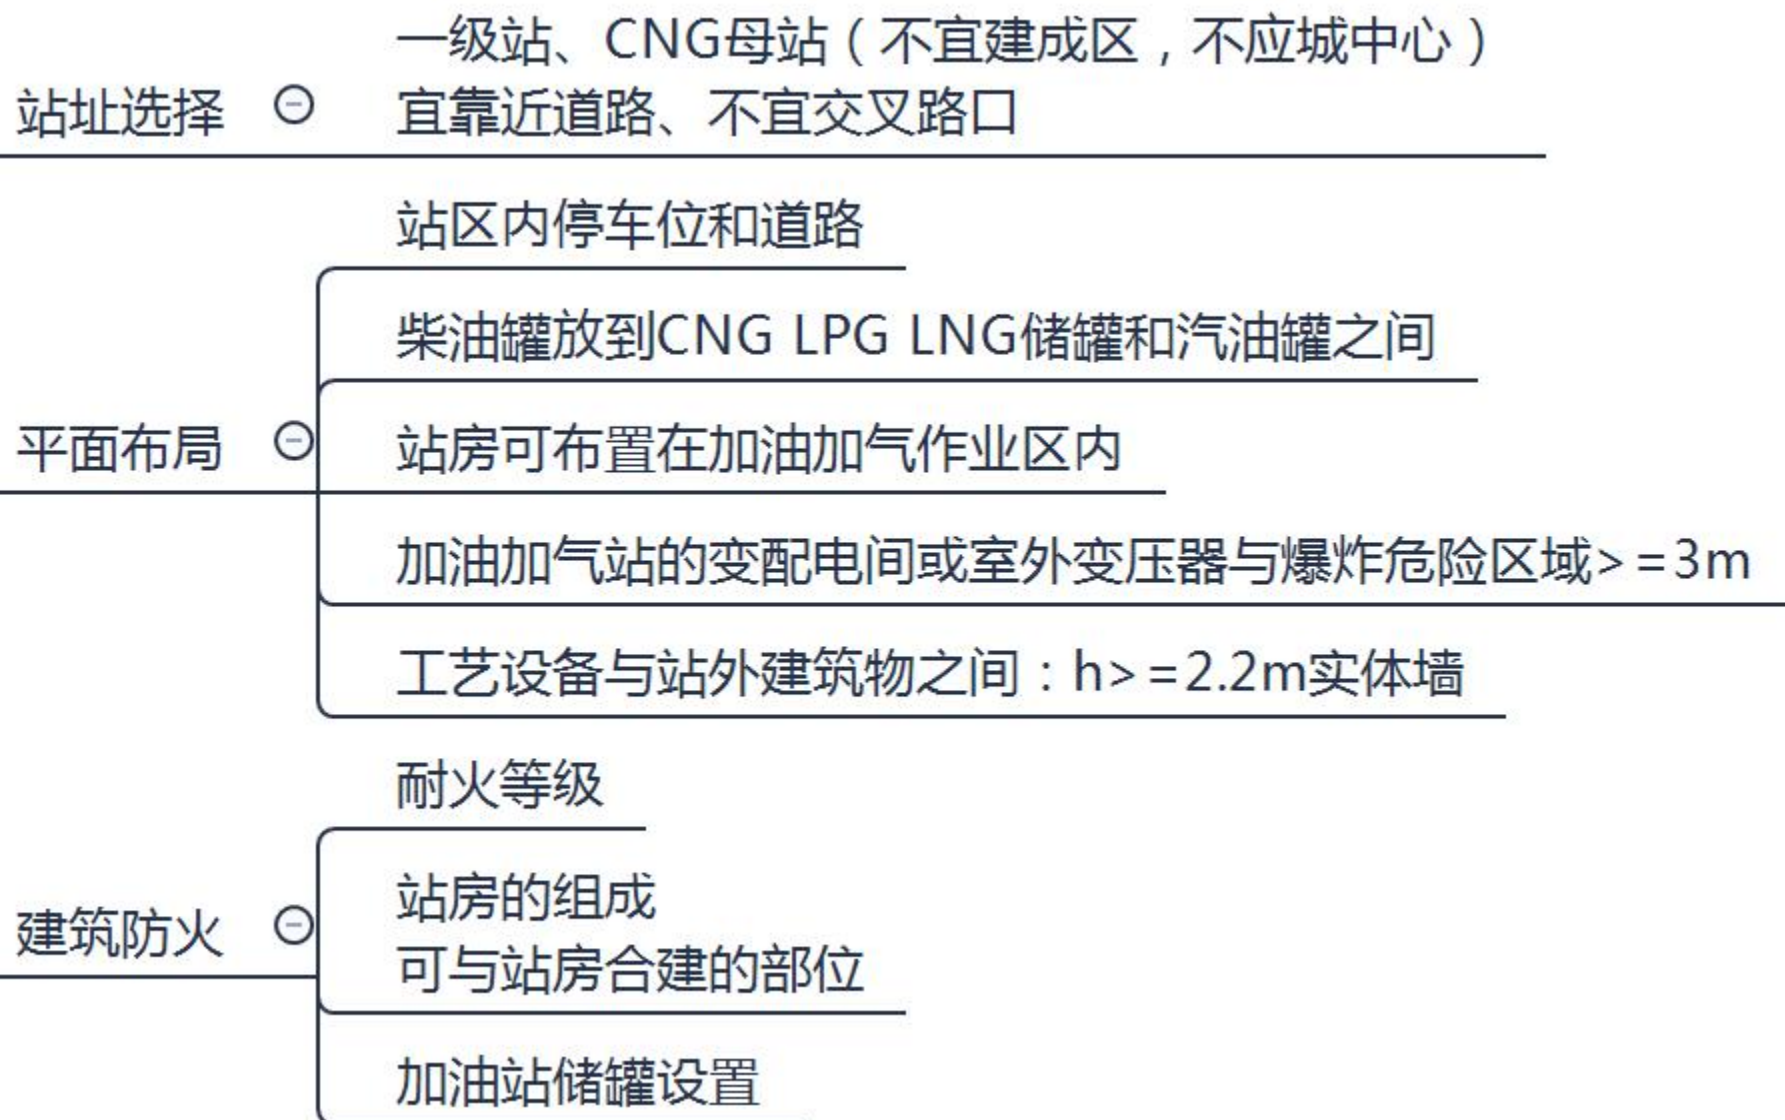 一级站、CNG母站（不宜建成区，不应城中心）
站址选择
宜靠近道路、不宜交叉路口
站区内停车位和道路
柴油罐放到CNG LPG LNG储罐和汽油罐之间
平面布局
站房可布置在加油加气作业区内
加油加气站的变配电间或室外变压器与爆炸危险区域>=3m
工艺设备与站外建筑物之间：h>=2.2m实体墙
耐火等级
建筑防火
站房的组成
可与站房合建的部位
加油站储罐设置